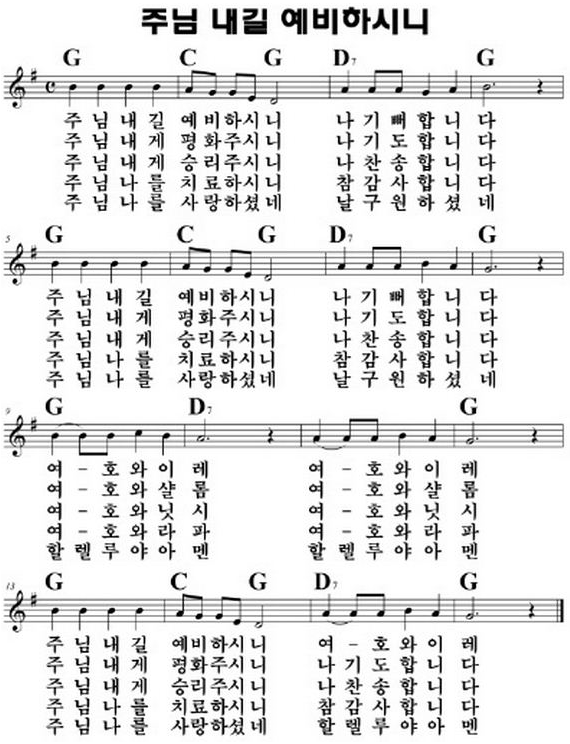 주님 내길 예비하시니
G C G D7 G
주 님 내 길 예 비 하 시 니 나 기 뻐 합 니 다
주 님 내 게 평 화 주 시 니 나 기 도 합 니 다
주 님 내 게 승 리 주 시 니 나 찬 송 합 니 다
주 님 나 를 치 료 하 시 니 참 감 사 합 니 다
주 님 나 를 사 랑 하 셨 네 날 구 원 하 셨 네
5 G C G D7 G
주 님 내 길 예 비 하 시 니 나 기 뻐 합 니 다
주 님 내 게 평 화 주 시 니 나 기 도 합 니 다
주 님 내 게 승 리 주 시 니 나 찬 송 합 니 다
주 님 나 를 치 료 하 시 니 참 감 사 합 니 다
주 님 나 를 사 랑 하 셨 네 날 구 원 하 셨 네
9 G D7 G
여 - 호 와 이 레 여 - 호 와 이 레
여 - 호 와 샬 롬 여 - 호 와 샬 롬
여 - 호 와 닛 시 여 - 호 와 닛 시
여 - 호 와 라 파 여 - 호 와 라 파
할 렐 루 야 아 멘 할 렐 루 야 아 멘
13 G C G D7 G
주 님 내 길 예 비 하 시 니 여 - 호 와 이 레
주 님 내 게 평 화 주 시 니 나 기 도 합 니 다
주 님 내 게 승 리 주 시 니 나 찬 송 합 니 다
주 님 나 를 치 료 하 시 니 참 감 사 합 니 다
주 님 나 를 사 랑 하 셨 네 할 렐 루 야 아 멘